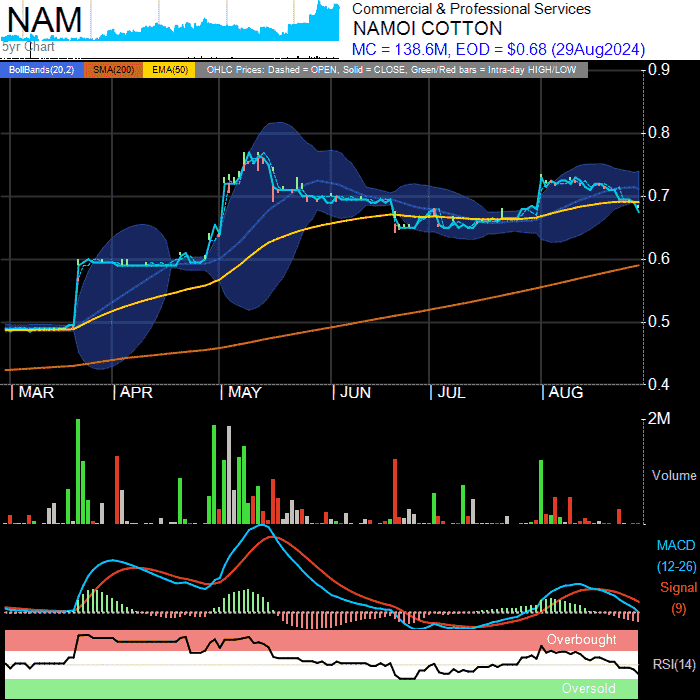 NAM
5yr Chart
Commercial & Professional Services
NAMOI COTTON
MC = 138.6M, EOD = $0.68 (29Aug2024)
BollBands(20,2) SMA(200) EMA(50) OHLC Prices: Dashed = OPEN, Solid = CLOSE, Green/Red bars = Intra-day HIGH/LOW
0.9
0.8
0.7
0.6
0.5
0.4
MAR APR MAY JUN JUL AUG
2M
Volume
MACD
(12-26)
Signal
(9)
Overbought
RSI(14)
Oversold